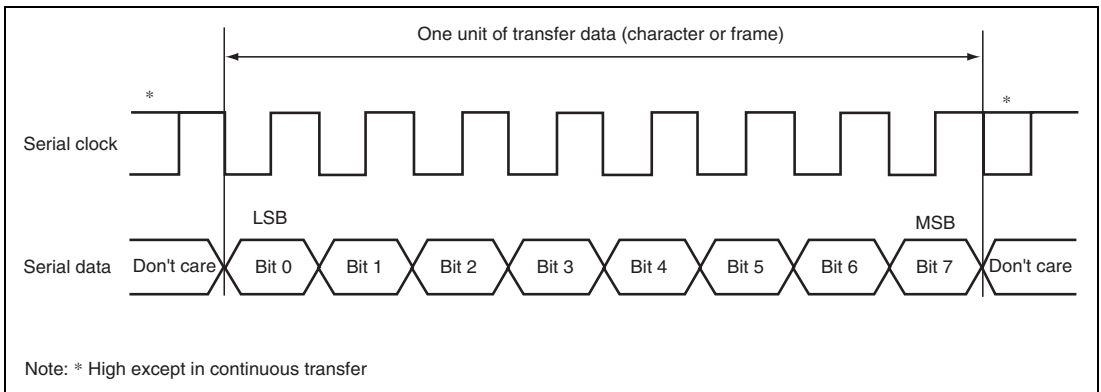 One unit of transfer data (character or frame)
* *
Serial clock
LSB MSB
Serial data Don't care Bit 0 Bit 1 Bit 2 Bit 3 Bit 4 Bit 5 Bit 6 Bit 7 Don't care
Note: * High except in continuous transfer